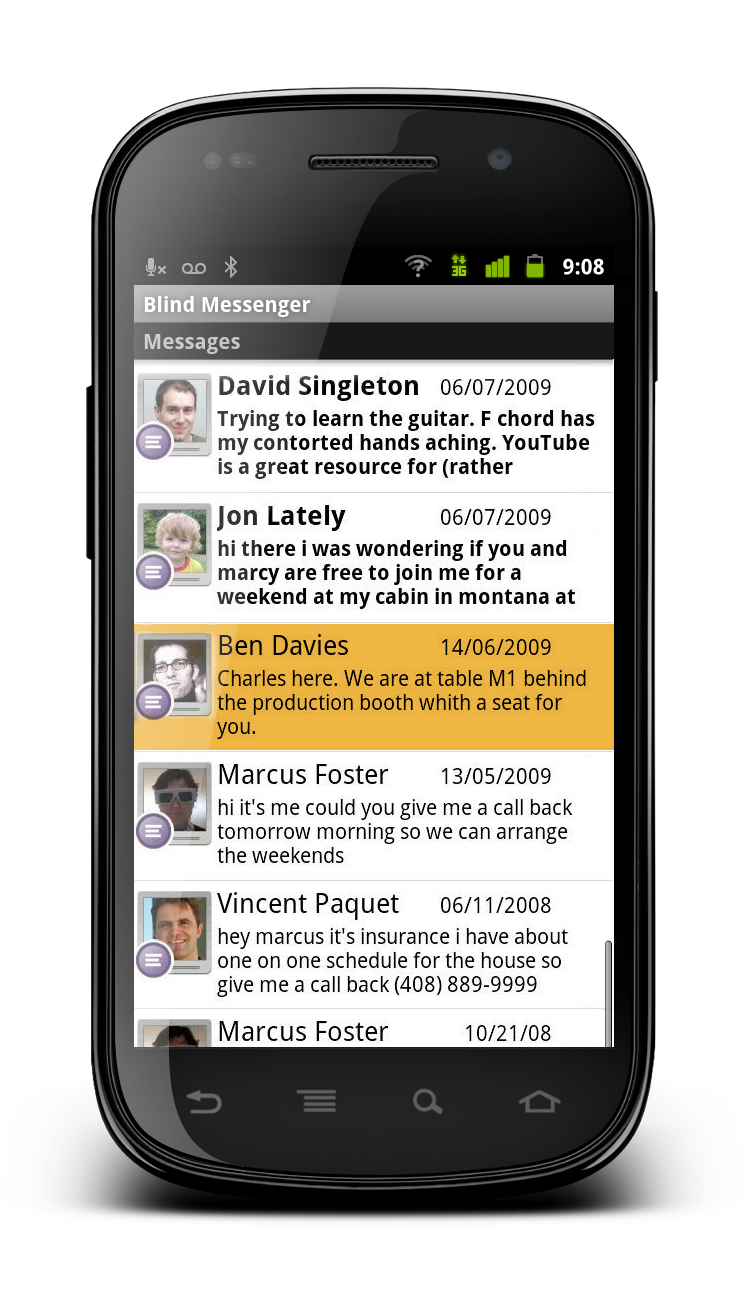 3G 9:08
Blind Messenger
Messages
David Singleton 06/07/2009
Trying to learn the guitar. F chord has
my contorted hands aching. YouTube
is a great resource for (rather
Jon Lately 06/07/2009
hi there i was wondering if you and
marcy are free to join me for a
weekend at my cabin in montana at
Ben Davies 14/06/2009
Charles here. We are at table M1 behind
the production booth whith a seat for
you.
Marcus Foster 13/05/2009
hi it's me could you give me a call back
tomorrow morning so we can arrange
the weekends
Vincent Paquet 06/11/2008
hey marcus it's insurance i have about
one on one schedule for the house so
give me a call back (408) 889-9999
Marcus Foster 10/21/08